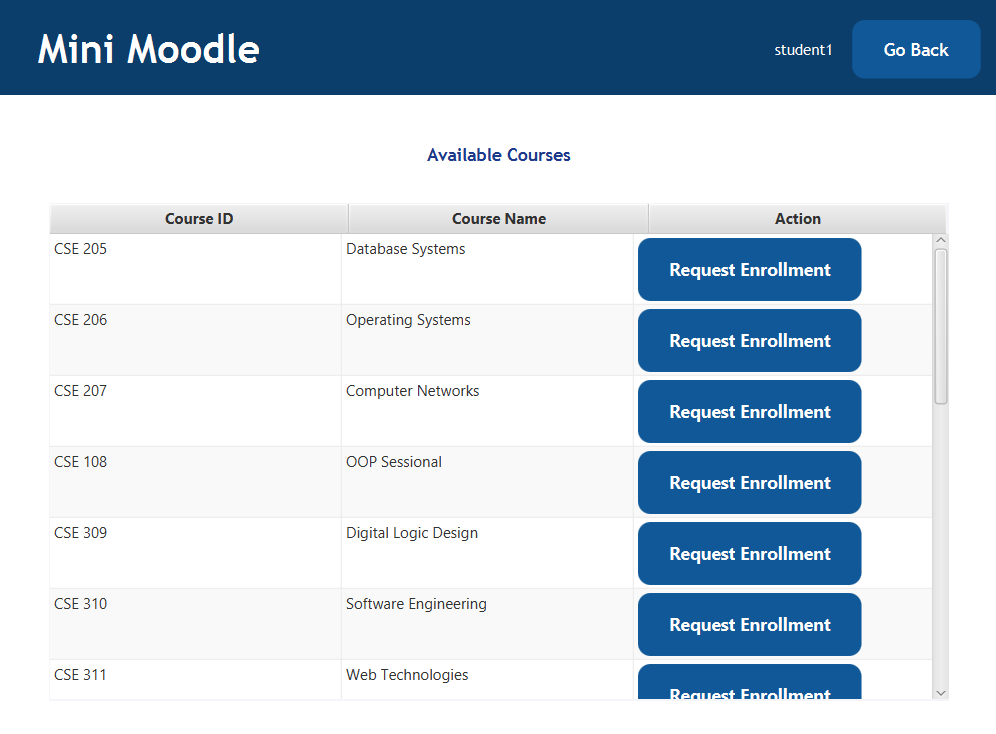 Mini Moodle
student1
Go Back
Available Courses
Course ID Course Name Action
CSE 205 Database Systems Request Enrollment
CSE 206 Operating Systems Request Enrollment
CSE 207 Computer Networks Request Enrollment
CSE 108 OOP Sessional Request Enrollment
CSE 309 Digital Logic Design Request Enrollment
CSE 310 Software Engineering Request Enrollment
CSE 311 Web Technologies Request Enrollment